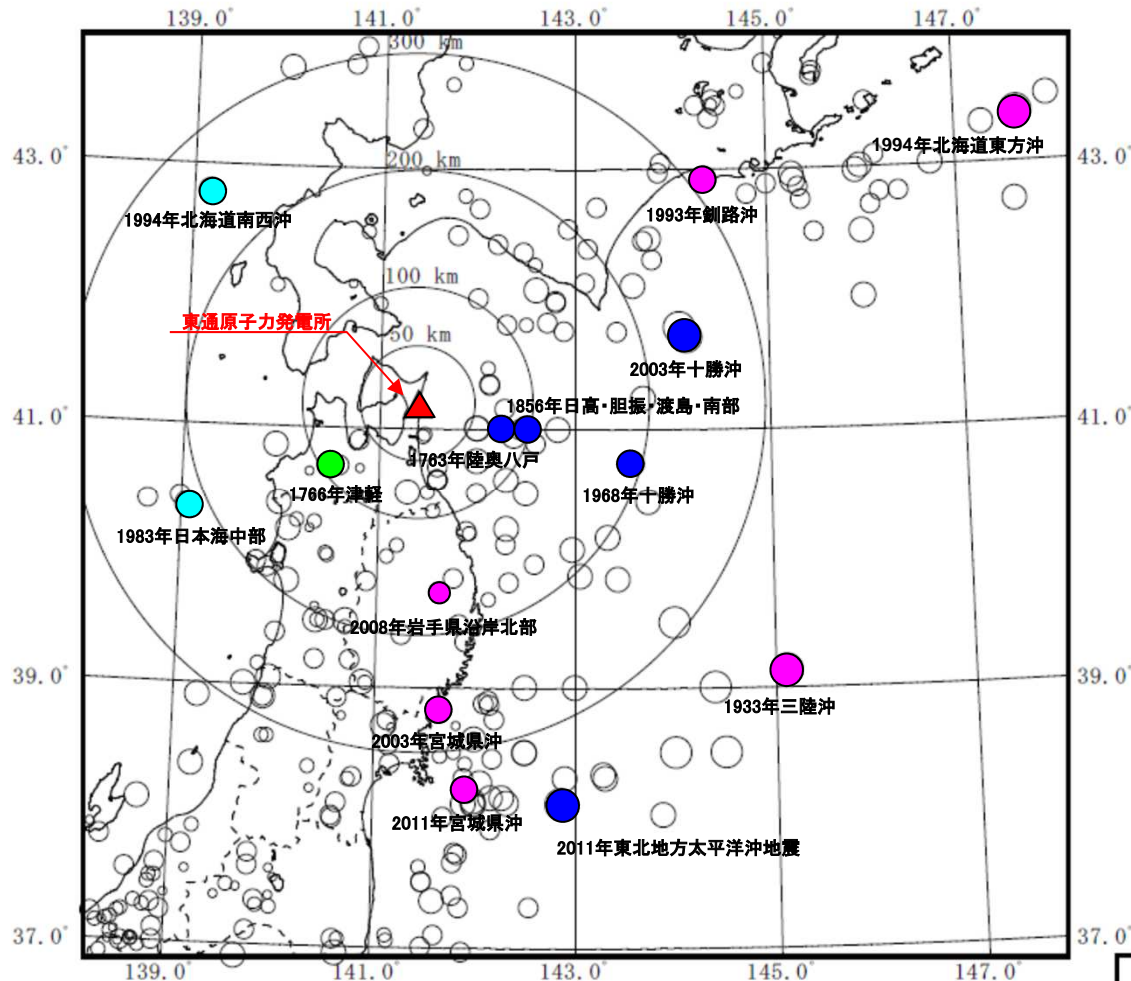 139.0° 141.0° 143.0° 145.0° 147.0°
300 km
1994年北海道東方沖
43.0° 43.0°
200 km
1993年釧路沖
1994年北海道南西沖
100 km
東通原子力発電所
50 km
2003年十勝沖
1856年日高・胆振・渡島・南部
41.0° 41.0°
1763年陸奥八戸
1766年津軽
1968年十勝沖
1983年日本海中部
2008年岩手県沿岸北部
39.0° 39.0°
1933年三陸沖
2003年宮城県沖
2011年宮城県沖
2011年東北地方太平洋沖地震
37.0° 37.0°
139.0° 141.0° 143.0° 145.0° 147.0°